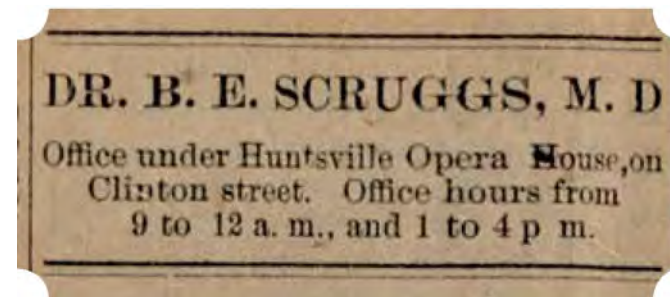 DR. B. E. SCRUGGS, M. D
Office under Huntsville Opera House,on
Clinton street. Office hours from
9 to 12 a. m., and 1 to 4 p m.